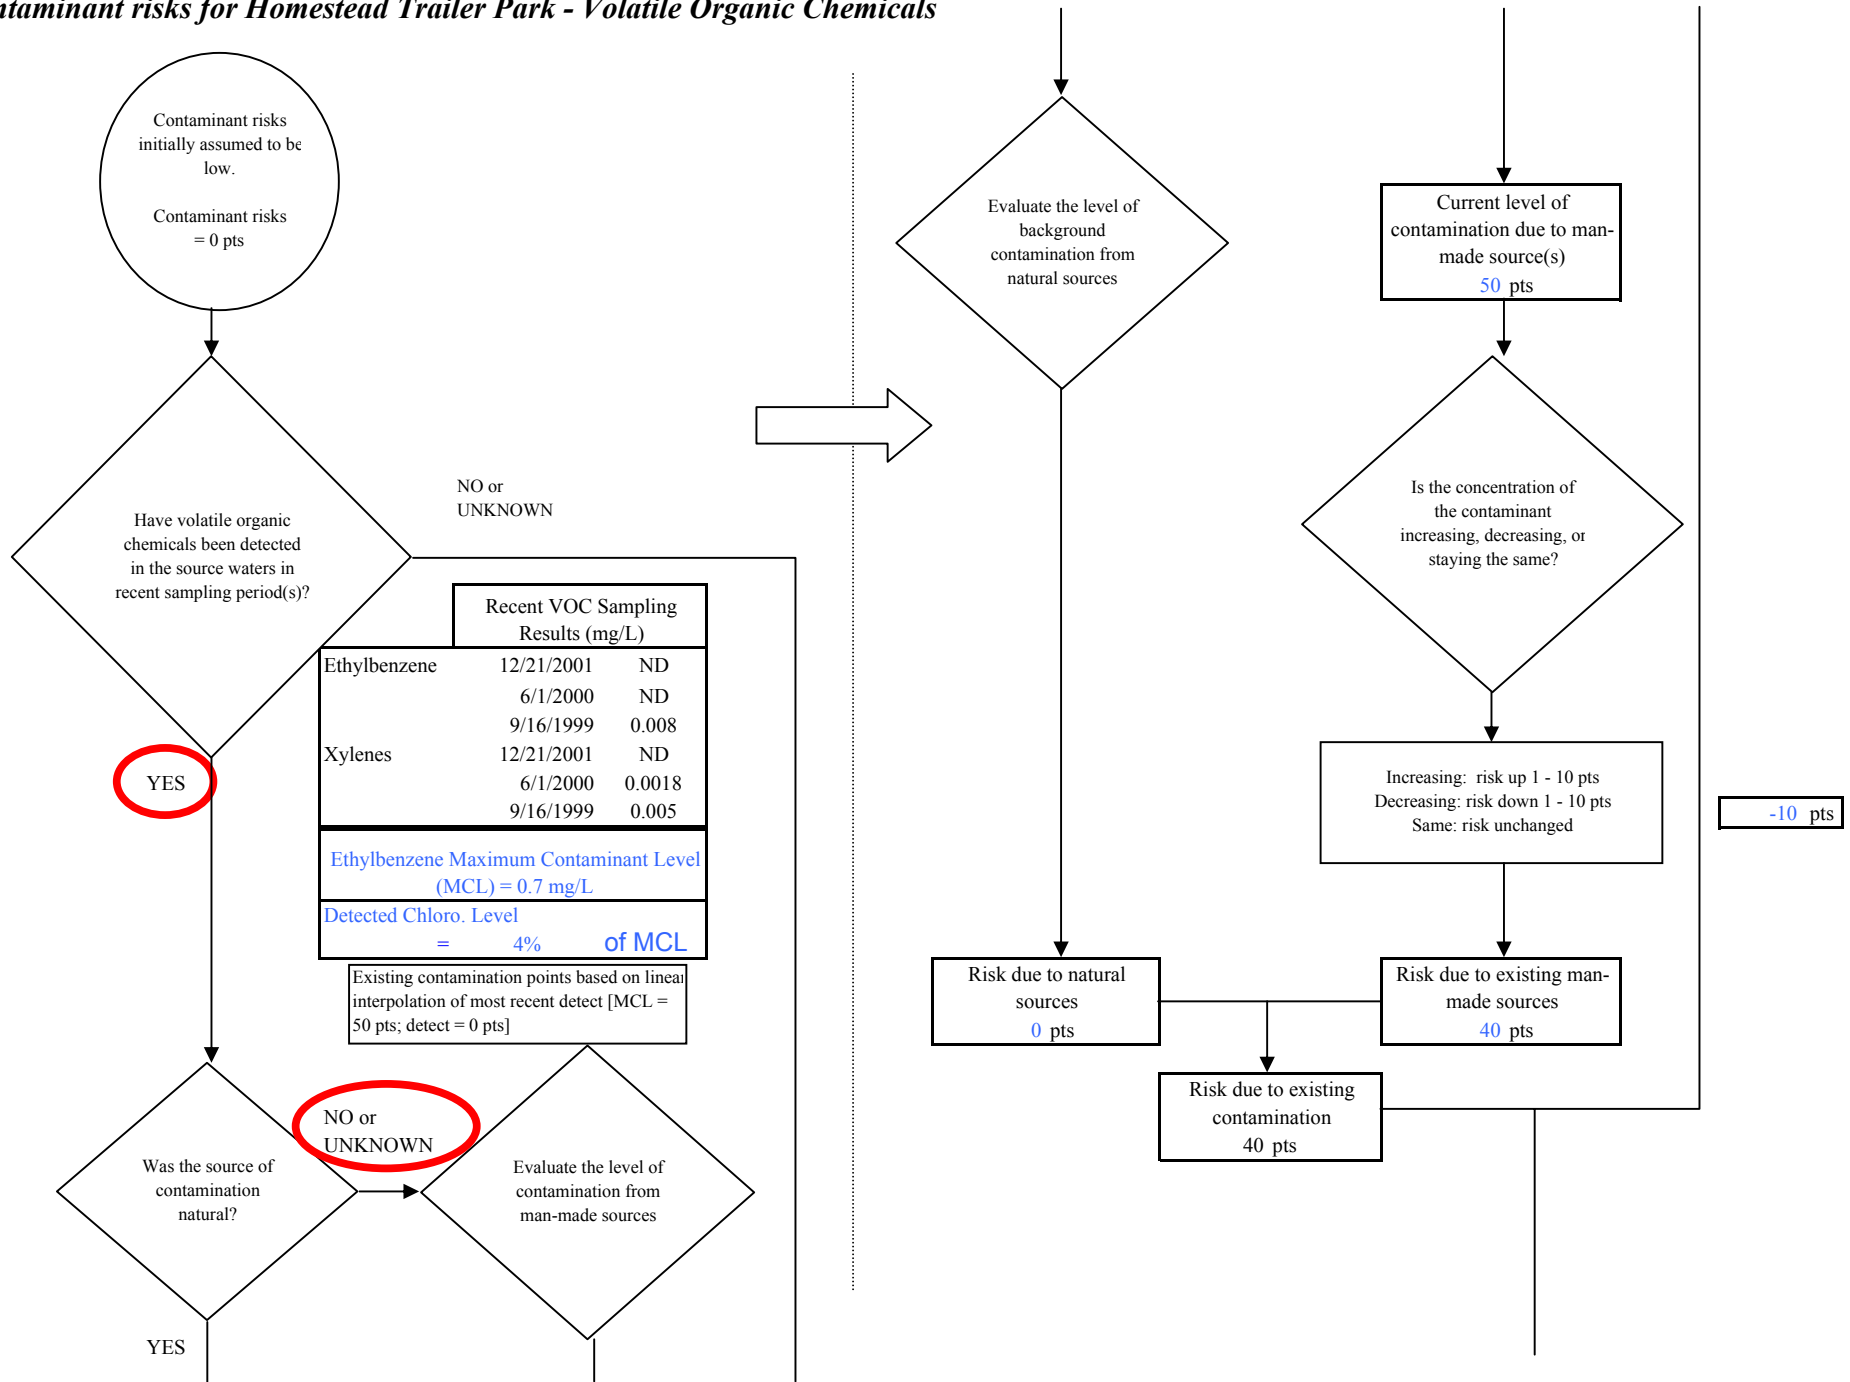 ntaminant risks for Homestead Trailer Park - Volatile Organic Chemicals
Contaminant risks
initially assumed to be
low.
Contaminant risks
= 0 pts
Have volatile organic
chemicals been detected
in the source waters in
recent sampling period(s)?
NO or
UNKNOWN
YES
Recent VOC Sampling
Results (mg/L)
Ethylbenzene 12/21/2001 ND
6/1/2000 ND
9/16/1999 0.008
Xylenes 12/21/2001 ND
6/1/2000 0.0018
9/16/1999 0.005
Ethylbenzene Maximum Contaminant Level
(MCL) = 0.7 mg/L
Detected Chloro. Level
= 4% of MCL
Existing contamination points based on linear
interpolation of most recent detect [MCL =
50 pts; detect = 0 pts]
Was the source of
contamination
natural?
NO or
UNKNOWN
Evaluate the level of
contamination from
man-made sources
YES
Evaluate the level of
background
contamination from
natural sources
Current level of
contamination due to man-
made source(s)
50 pts
Is the concentration of
the contaminant
increasing, decreasing, or
staying the same?
Increasing: risk up 1 - 10 pts
Decreasing: risk down 1 - 10 pts
Same: risk unchanged
-10 pts
Risk due to natural
sources
0 pts
Risk due to existing man-
made sources
40 pts
Risk due to existing
contamination
40 pts